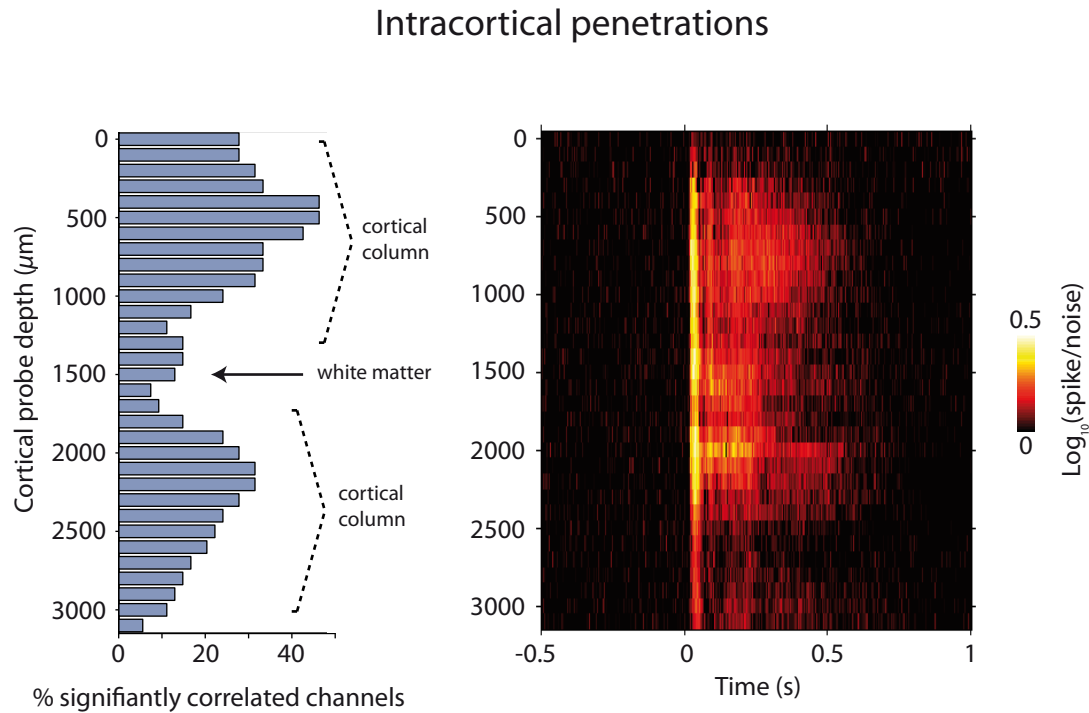 Intracortical penetrations
Cortical probe depth (µm)
0
500
1000
1500
2000
2500
3000
cortical
column
white matter
cortical
column
0
20
40
% signifiantly correlated channels
0
500
1000
1500
2000
2500
3000
-0.5
0
0.5
1
Time (s)
0.5
0
Log10(spike/noise)